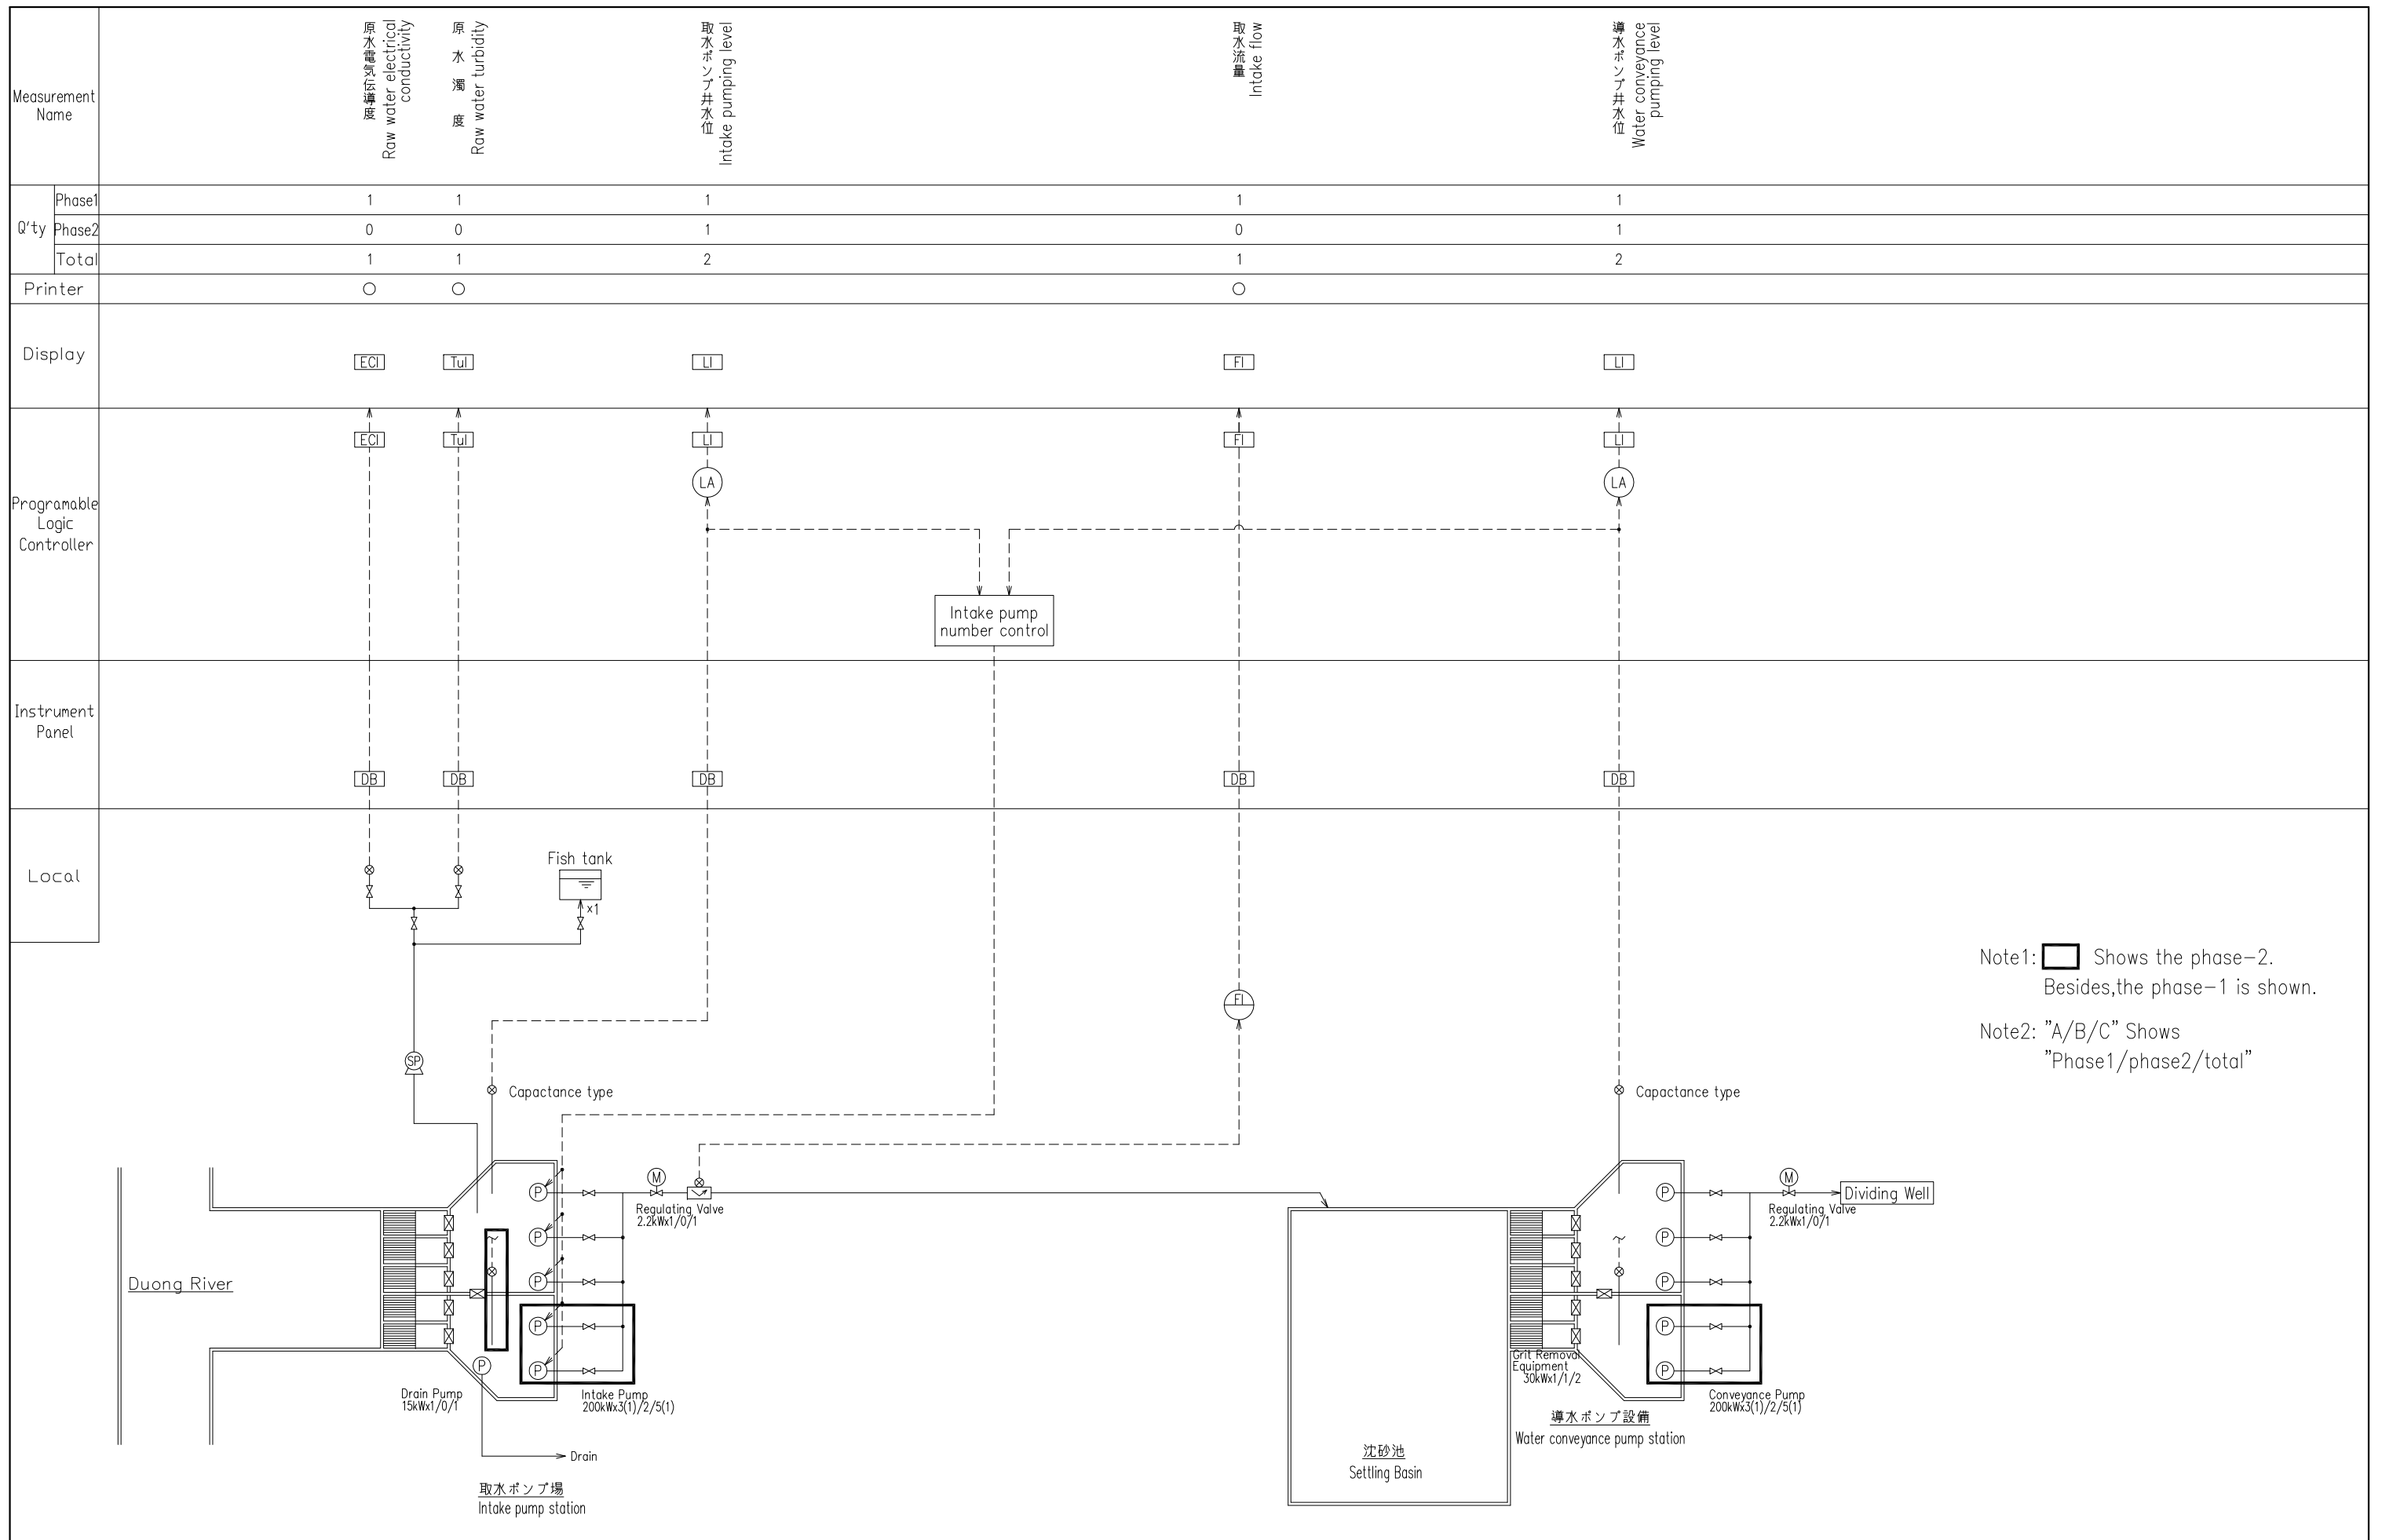 Measurement
Name
原水電気伝導度
Raw water electrical
conductivity
原水濁度
Raw water turbidity
取水ポンプ井水位
Intake pumping level
取水流量
Intake flow
導水ポンプ井水位
Water conveyance
pumping level
Q'ty
Phase1 1 1 1 1 1
Phase2 0 0 1 0 1
Total 1 1 2 1 2
Printer ○ ○ ○
Display
ECI TuI LI FI LI
Programable
Logic
Controller
ECI TuI LI FI LI
LA LA
Intake pump
number control
Instrument
Panel
DB DB DB DB DB
Local
Fish tank
x1
FI
SP
Capactance type
Capactance type
Note1: Shows the phase-2.
Besides,the phase-1 is shown.
Note2: "A/B/C" Shows
"Phase1/phase2/total"
Duong River
P
P
P
P
P
P
M
Regulating Valve
2.2kWx1/0/1
Drain Pump
15kWx1/0/1
Intake Pump
200kWx3(1)/2/5(1)
Drain
取水ポンプ場
Intake pump station
沈砂池
Settling Basin
Grit Removal
Equipment
30kWx1/1/2
P
P
P
P
P
M
Regulating Valve
2.2kWx1/0/1
Dividing Well
Conveyance Pump
200kWx3(1)/2/5(1)
導水ポンプ設備
Water conveyance pump station